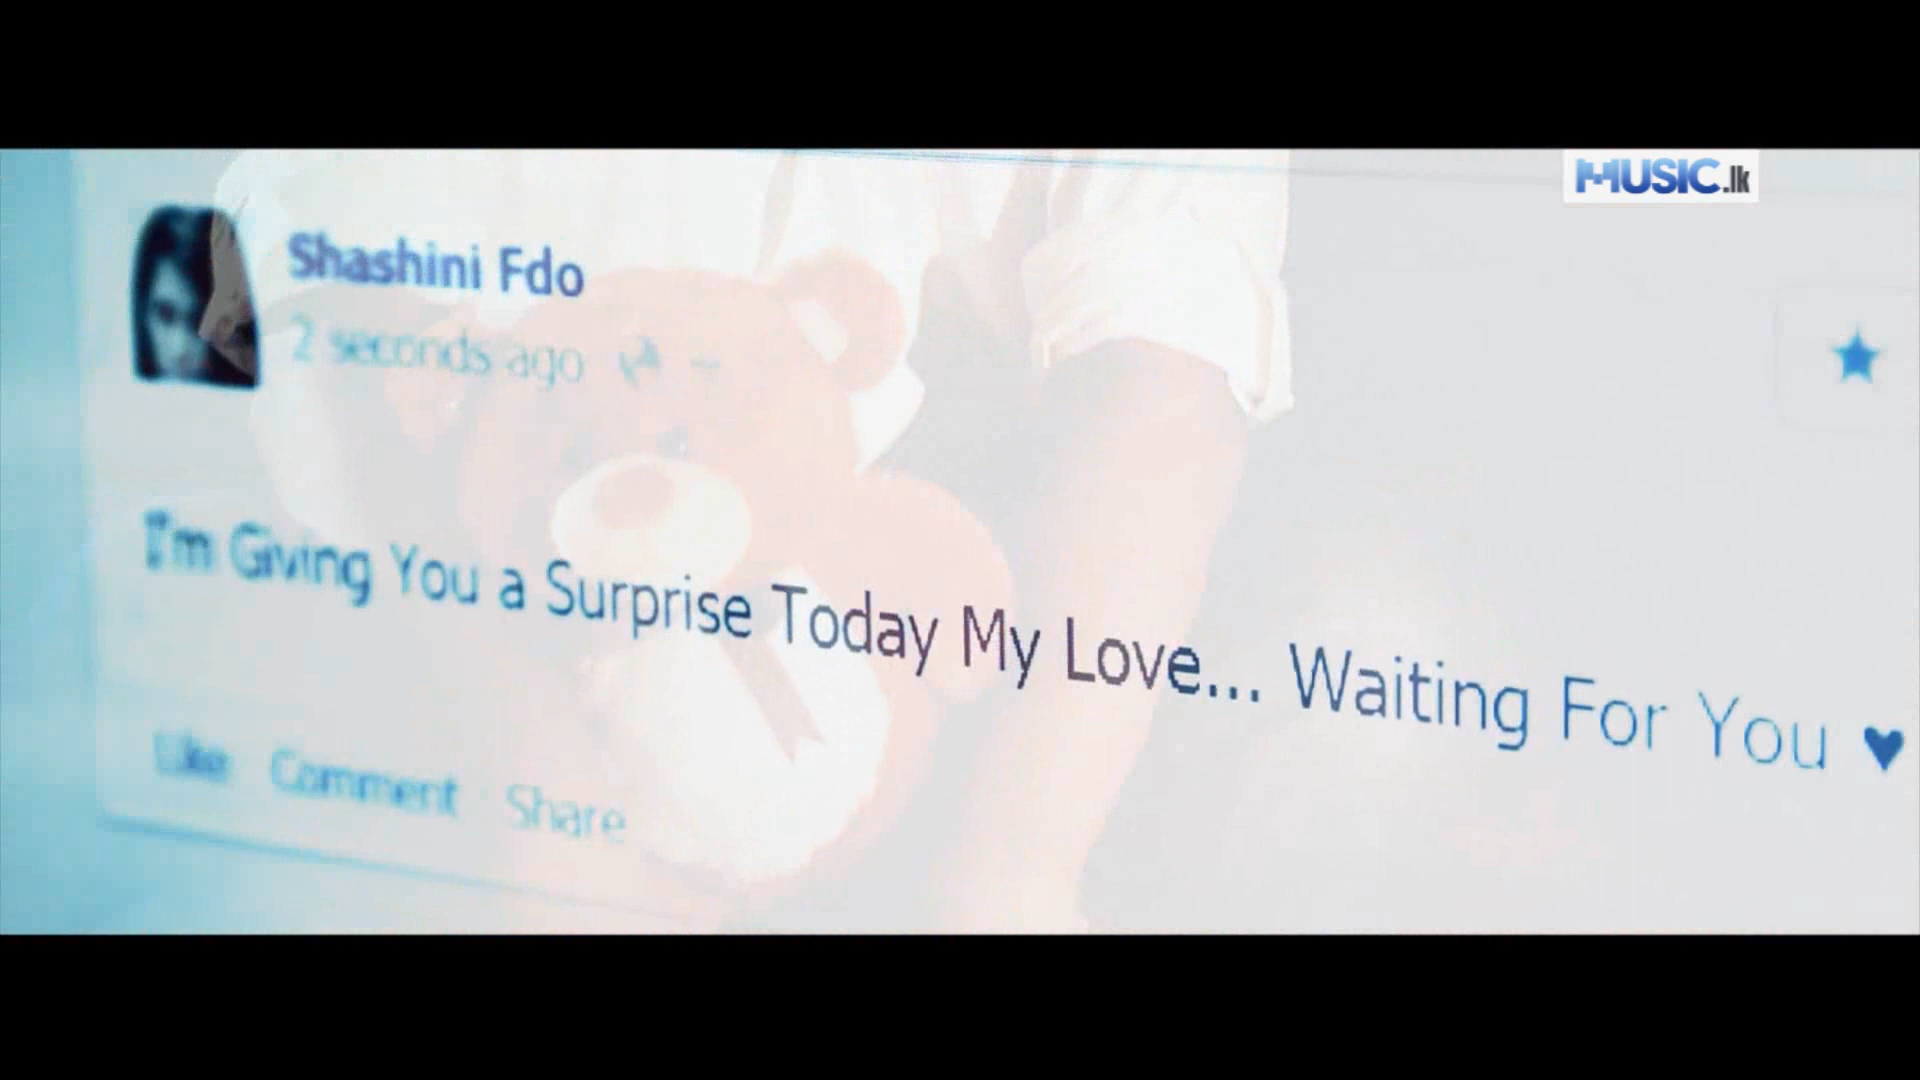 MUSIC.lk
Shashini Fdo
2 seconds ago
I'm Giving You a Surprise Today My Love... Waiting For You ♥
Like Comment Share